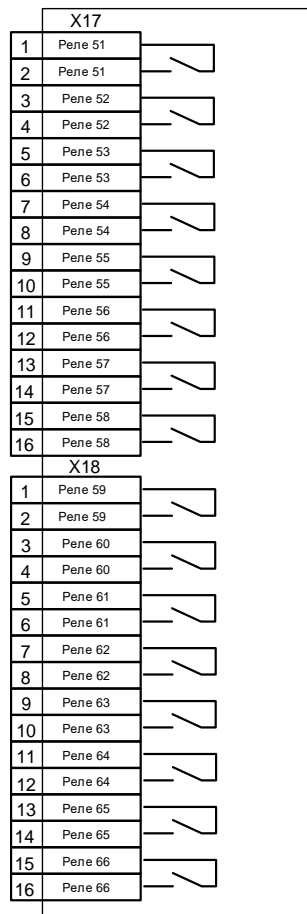 X17
1 Реле 51
2 Реле 51
3 Реле 52
4 Реле 52
5 Реле 53
6 Реле 53
7 Реле 54
8 Реле 54
9 Реле 55
10 Реле 55
11 Реле 56
12 Реле 56
13 Реле 57
14 Реле 57
15 Реле 58
16 Реле 58
X18
1 Реле 59
2 Реле 59
3 Реле 60
4 Реле 60
5 Реле 61
6 Реле 61
7 Реле 62
8 Реле 62
9 Реле 63
10 Реле 63
11 Реле 64
12 Реле 64
13 Реле 65
14 Реле 65
15 Реле 66
16 Реле 66